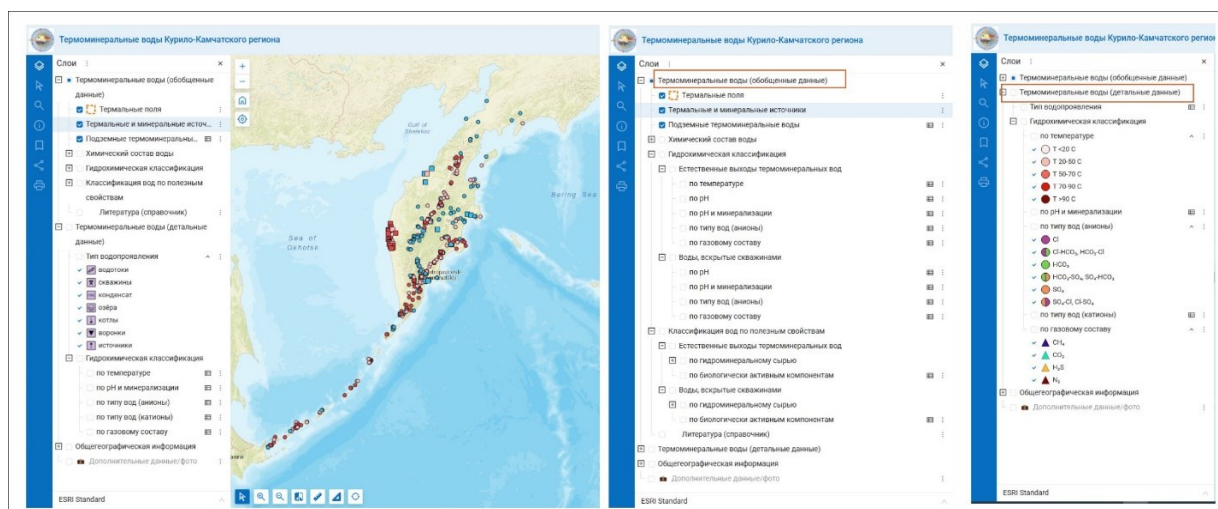 Термоминеральные воды Курило-Камчатского региона
Слои
Термоминеральные воды (обобщенные
данные)
Термальные поля
Термальные и минеральные источ...
Подземные термоминеральны...
Химический состав воды
Гидрохимическая классификация
Классификация вод по полезным
свойствам
Литература (справочник)
Термоминеральные воды (детальные
данные)
Тип водопроявления
водотоки
скважины
конденсат
озёра
котлы
воронки
источники
Гидрохимическая классификация
по температуре
по pH и минерализации
по типу вод (анионы)
по типу вод (катионы)
по газовому составу
Общегеографическая информация
Дополнительные данные/фото
ESRI Standard
Sea of
Okhotsk
Bering Sea
Термоминеральные воды Курило-Камчатского региона
Слои
Термоминеральные воды (обобщенные данные)
Термальные поля
Термальные и минеральные источники
Подземные термоминеральные воды
Химический состав воды
Гидрохимическая классификация
Естественные выходы термоминеральных вод
по температуре
по pH
по pH и минерализации
по типу вод (анионы)
по газовому составу
Воды, вскрытые скважинами
по pH
по pH и минерализации
по типу вод (анионы)
по газовому составу
Классификация вод по полезным свойствам
Естественные выходы термоминеральных вод
по гидроминеральному сырью
по биологически активным компонентам
Воды, вскрытые скважинами
по гидроминеральному сырью
по биологически активным компонентам
Литература (справочник)
Термоминеральные воды (детальные данные)
Общегеографическая информация
Дополнительные данные/фото
ESRI Standard
Термоминеральные воды Курило-Камчатского регион
Слои
Термоминеральные воды (обобщенные данные)
Термоминеральные воды (детальные данные)
Тип водопроявления
Гидрохимическая классификация
по температуре
T <20 C
T 20-50 C
T 50-70 C
T 70-90 C
T >90 C
по pH и минерализации
по типу вод (анионы)
Cl
Cl-HCO₃, HCO₃-Cl
HCO₃
HCO₃-SO₄, SO₄-HCO₃
SO₄
SO₄-Cl, Cl-SO₄
по типу вод (катионы)
по газовому составу
CH₄
CO₂
H₂S
N₂
Общегеографическая информация
Дополнительные данные/фото
ESRI Standard